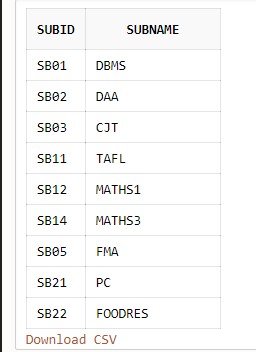 SUBID SUBNAME
SB01 DBMS
SB02 DAA
SB03 CJT
SB11 TAFL
SB12 MATHS1
SB14 MATHS3
SB05 FMA
SB21 PC
SB22 FOODRES
Download CSV